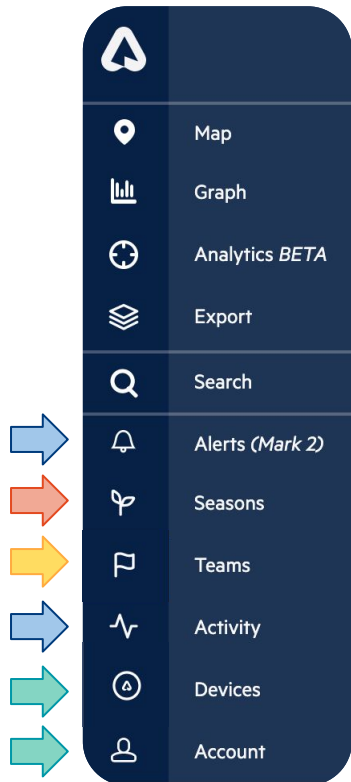 Map
Graph
Analytics BETA
Export
Search
Alerts (Mark 2)
Seasons
Teams
Activity
Devices
Account